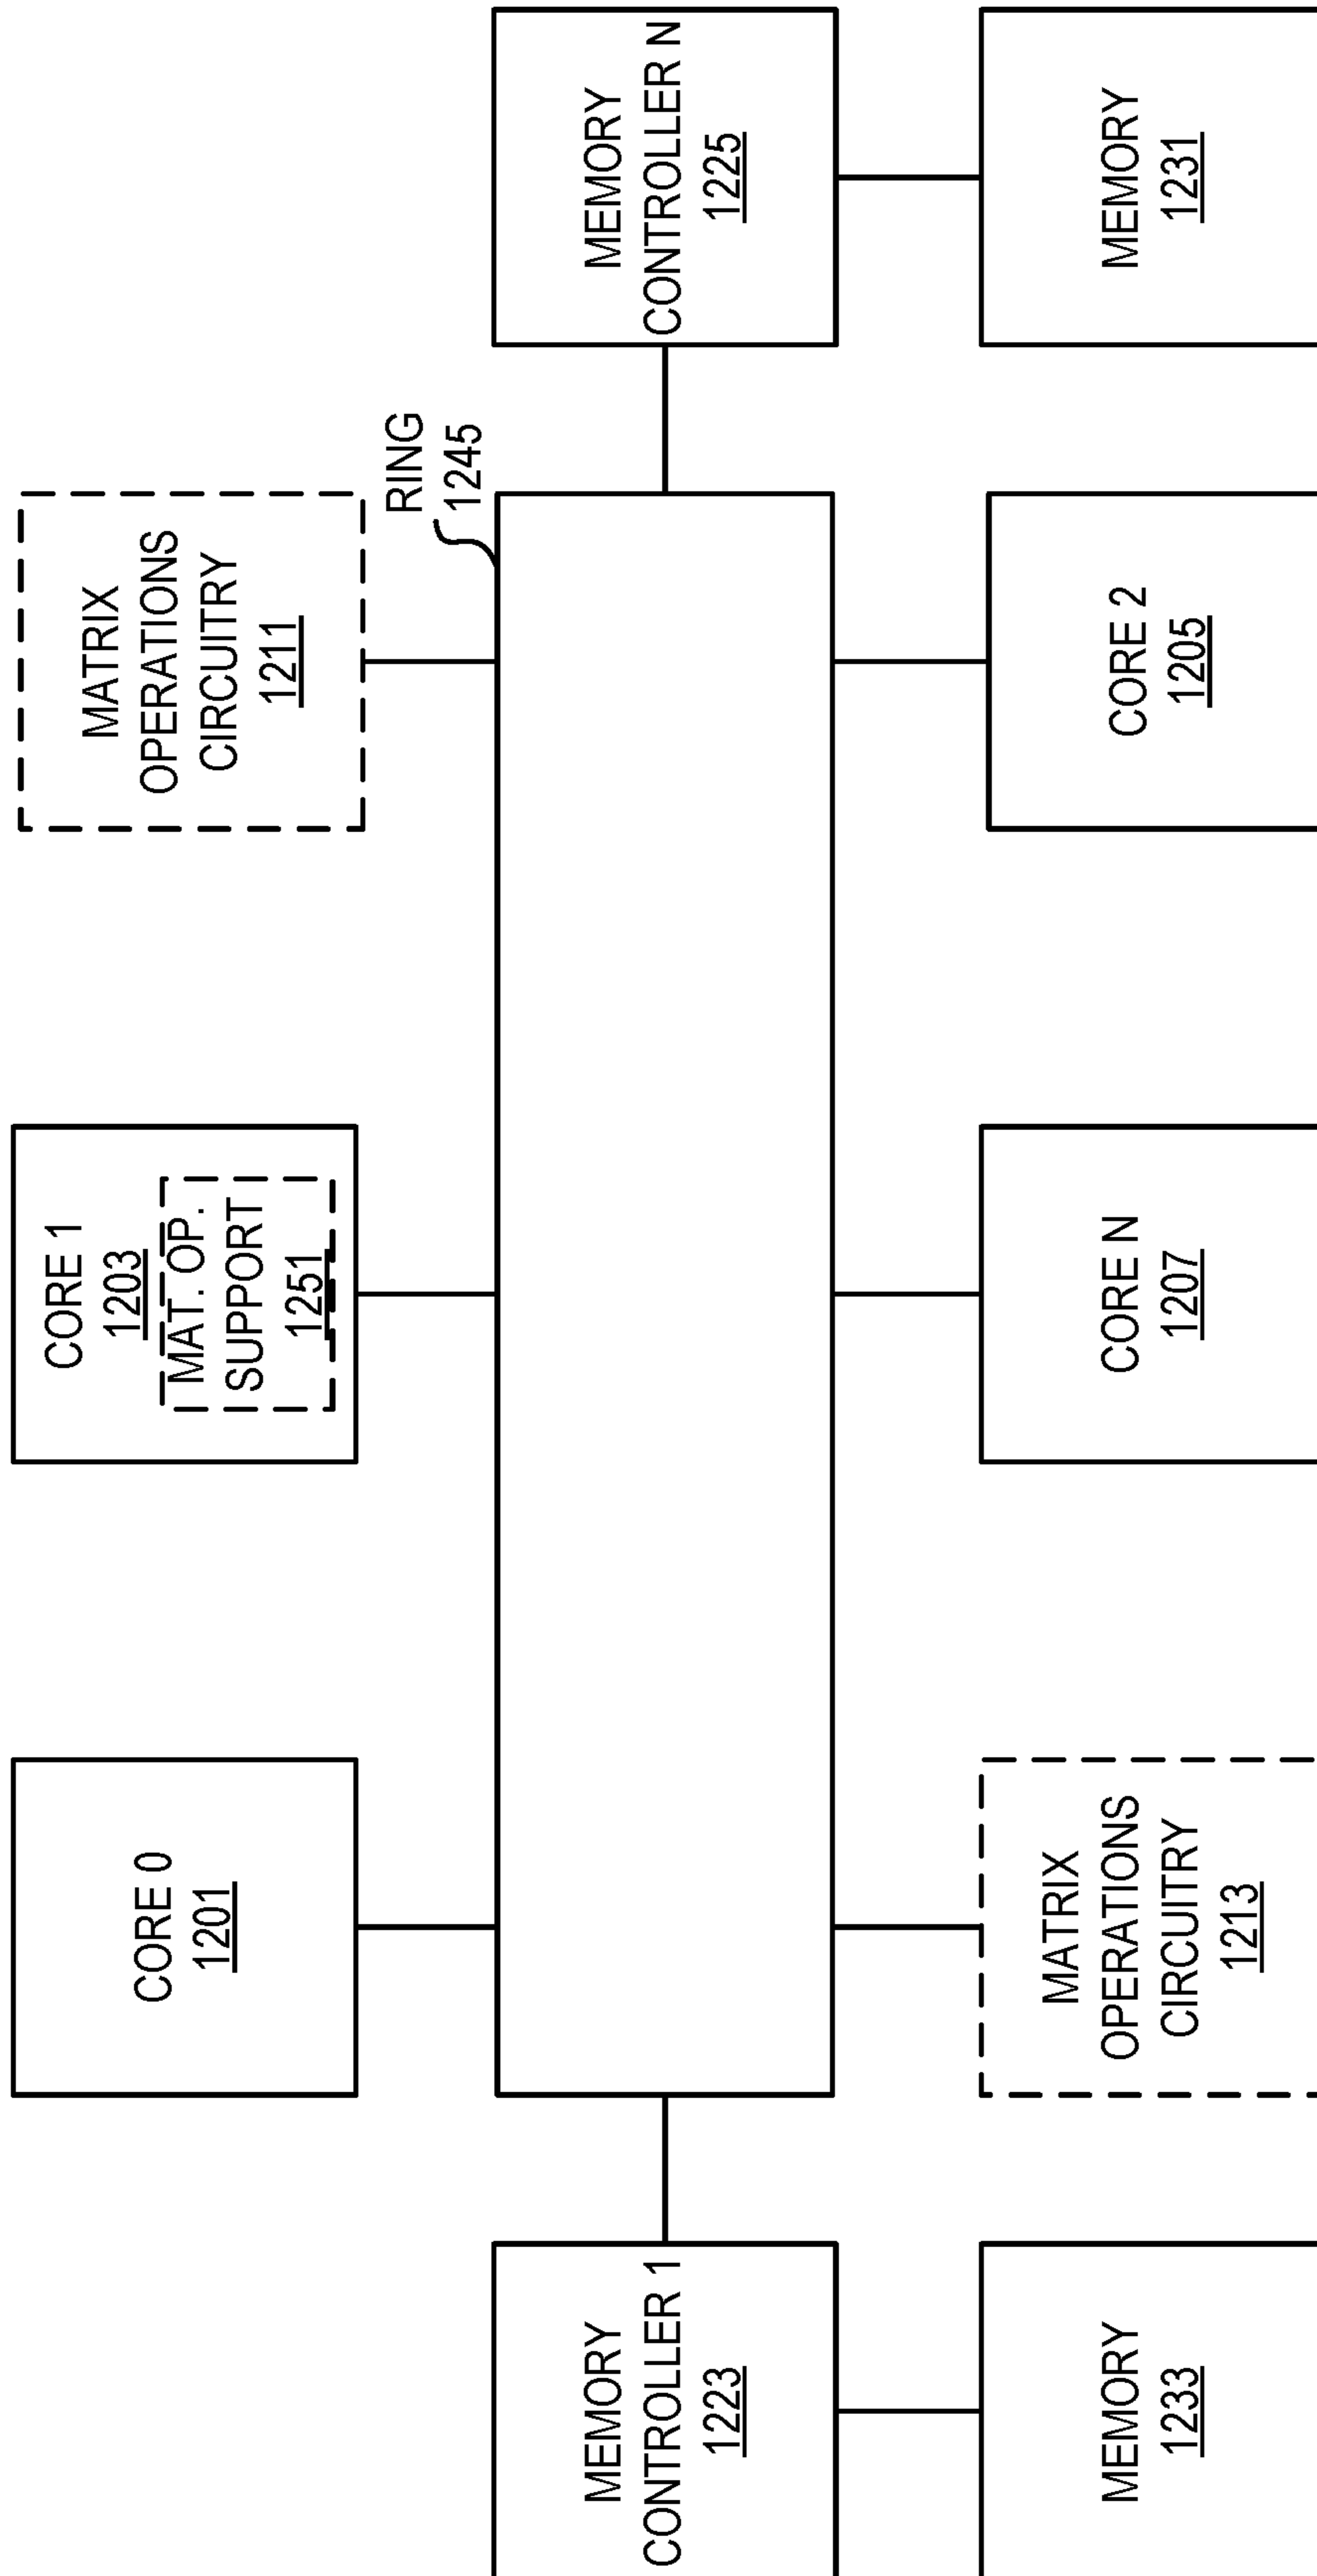 CORE 0
1201
CORE 1
1203
MAT. OP.
SUPPORT
1251
MATRIX
OPERATIONS
CIRCUITRY
1211
RING
1245
MEMORY
CONTROLLER 1
1223
MEMORY
CONTROLLER N
1225
MEMORY
1233
MATRIX
OPERATIONS
CIRCUITRY
1213
CORE N
1207
CORE 2
1205
MEMORY
1231